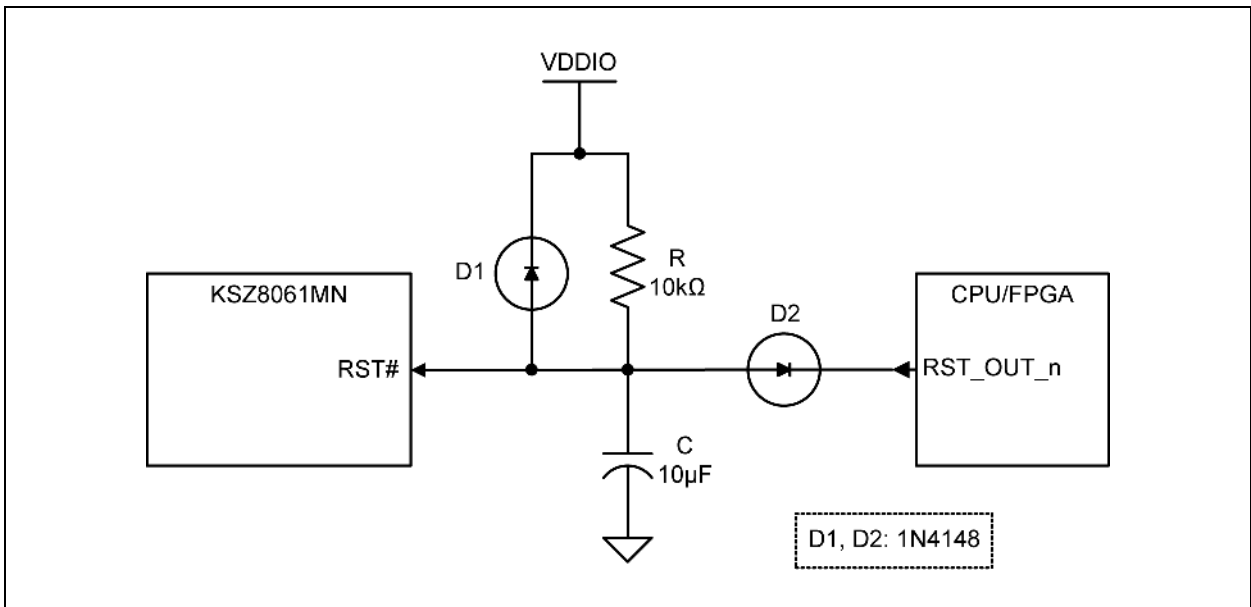 VDDIO
D1
R
10kΩ
KSZ8061MN
RST#
D2
CPU/FPGA
RST_OUT_n
C
10µF
D1, D2: 1N4148